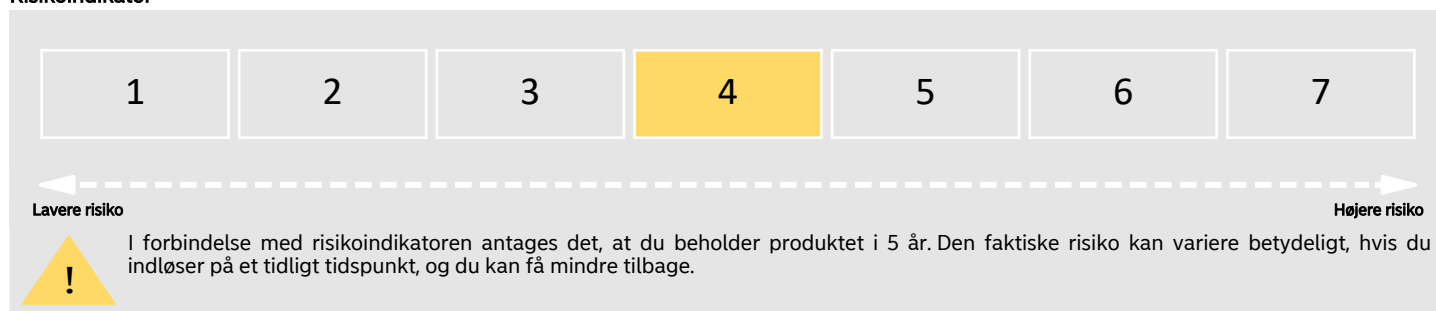 Risikoindikator
1 2 3 4 5 6 7
Lavere risiko Højere risiko
I forbindelse med risikoindikatoren antages det, at du beholder produktet i 5 år. Den faktiske risiko kan variere betydeligt, hvis du
! indløser på et tidligt tidspunkt, og du kan få mindre tilbage.